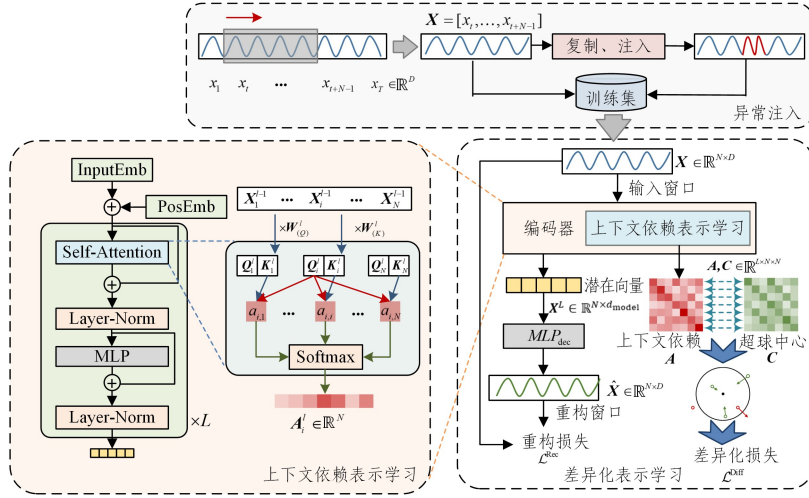 X = [x_t,…,x_{t+N-1}]
复制、注入
x_1 x_t ••• x_{t+N-1} x_T ∈ℝ^D
训练集
异常注入
InputEmb
PosEmb
Self-Attention
Layer-Norm
MLP
Layer-Norm
×L
X_1^{l-1} ••• X_i^{l-1} ••• X_N^{l-1}
×W_{(Q)}^l ×W_{(K)}^l
Q_i^l K_1^l Q_i^l K_i^l Q_N^l K_N^l
a_{i,1} ... a_{i,i} ... a_{i,N}
Softmax
A_i^l ∈ℝ^N
上下文依赖表示学习
X ∈ℝ^{N×D}
输入窗口
编码器
上下文依赖表示学习
A,C ∈ℝ^{L×N×N}
潜在向量
X^L ∈ ℝ^{N×d_model}
MLP_dec
上下文依赖
A
超球中心
C
X̂ ∈ℝ^{N×D}
重构窗口
重构损失
ℒ^Rec
差异化损失
ℒ^Diff
差异化表示学习